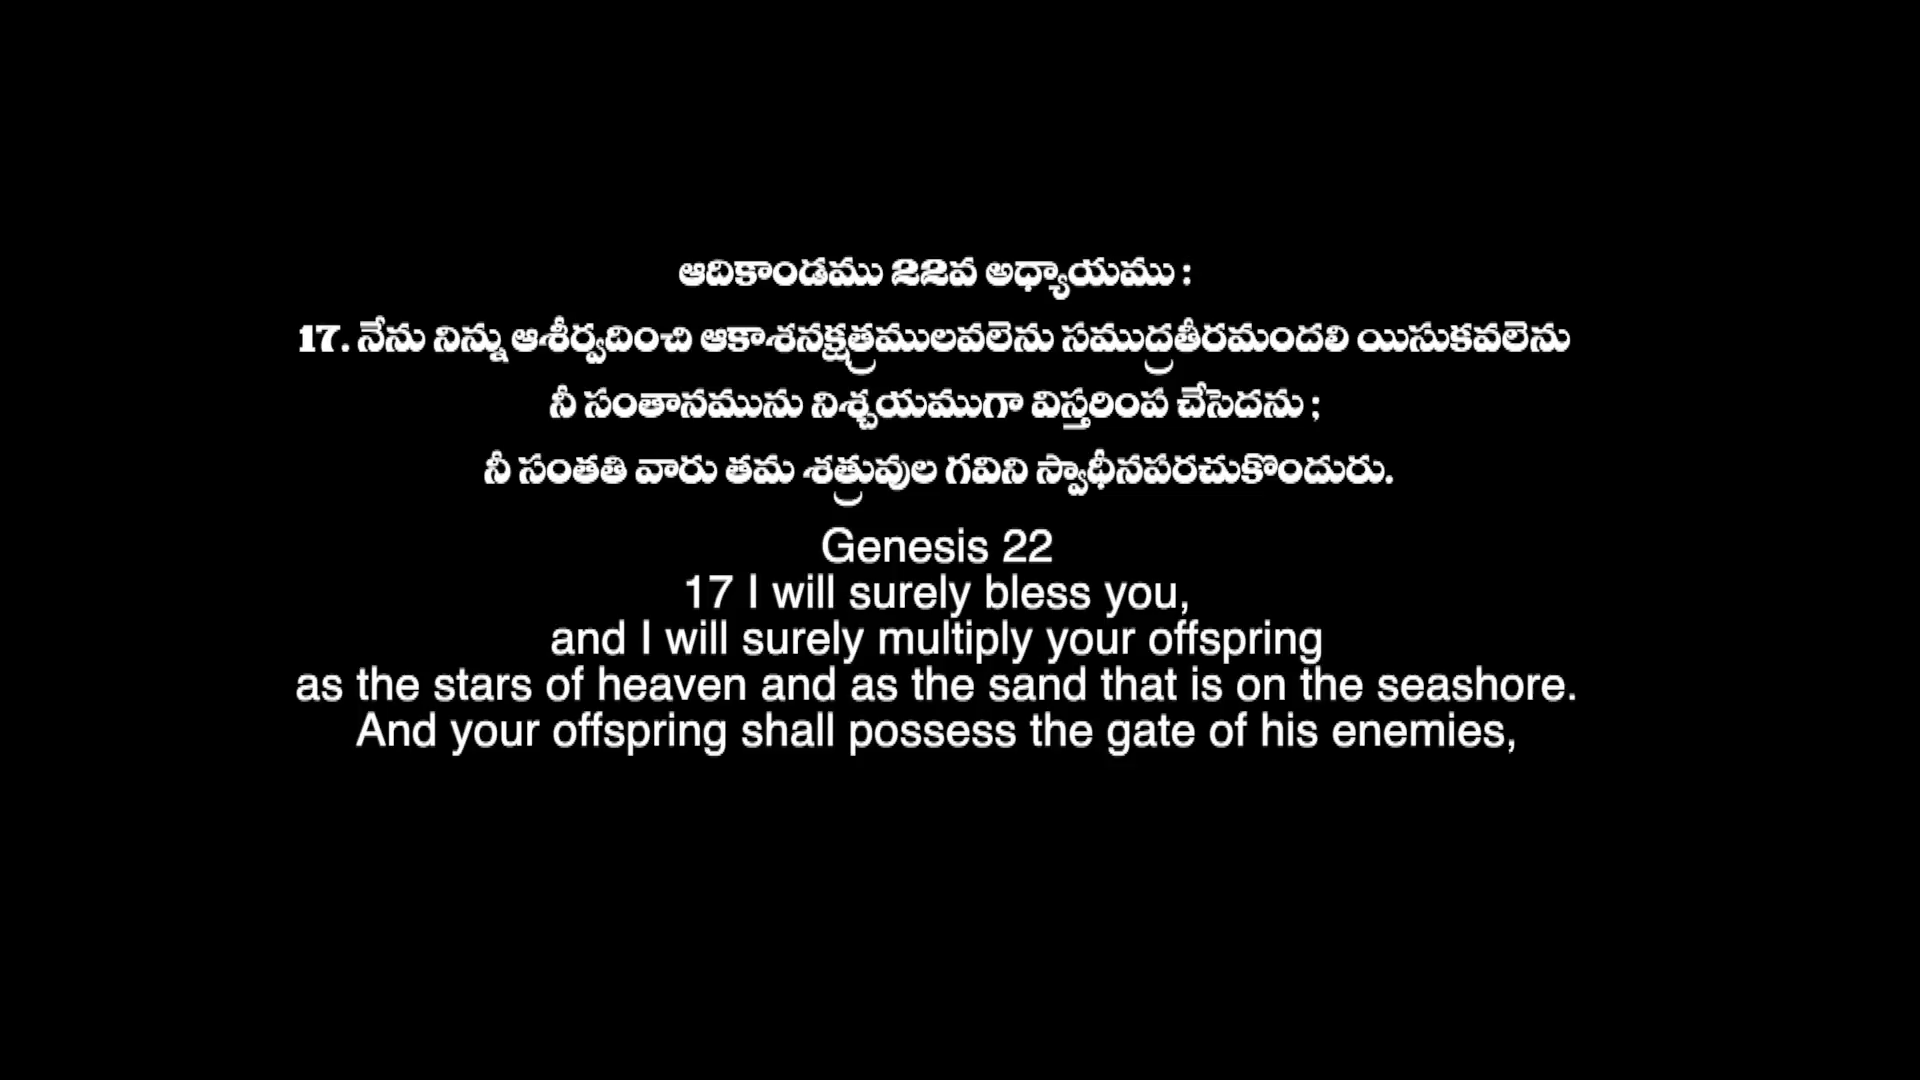 ఆదికాండము 22వ అధ్యాయము :
17. నేను నిన్ను ఆశీర్వదించి ఆకాశనక్షత్రములవలెను సముద్రతీరమందలి యిసుకవలెను
నీ సంతానమును నిశ్చయముగా విస్తరింప చేసెదను ;
నీ సంతతి వారు తమ శత్రువుల గవిని స్వాధీనపరచుకొందురు.
Genesis 22
17 I will surely bless you,
and I will surely multiply your offspring
as the stars of heaven and as the sand that is on the seashore.
And your offspring shall possess the gate of his enemies,